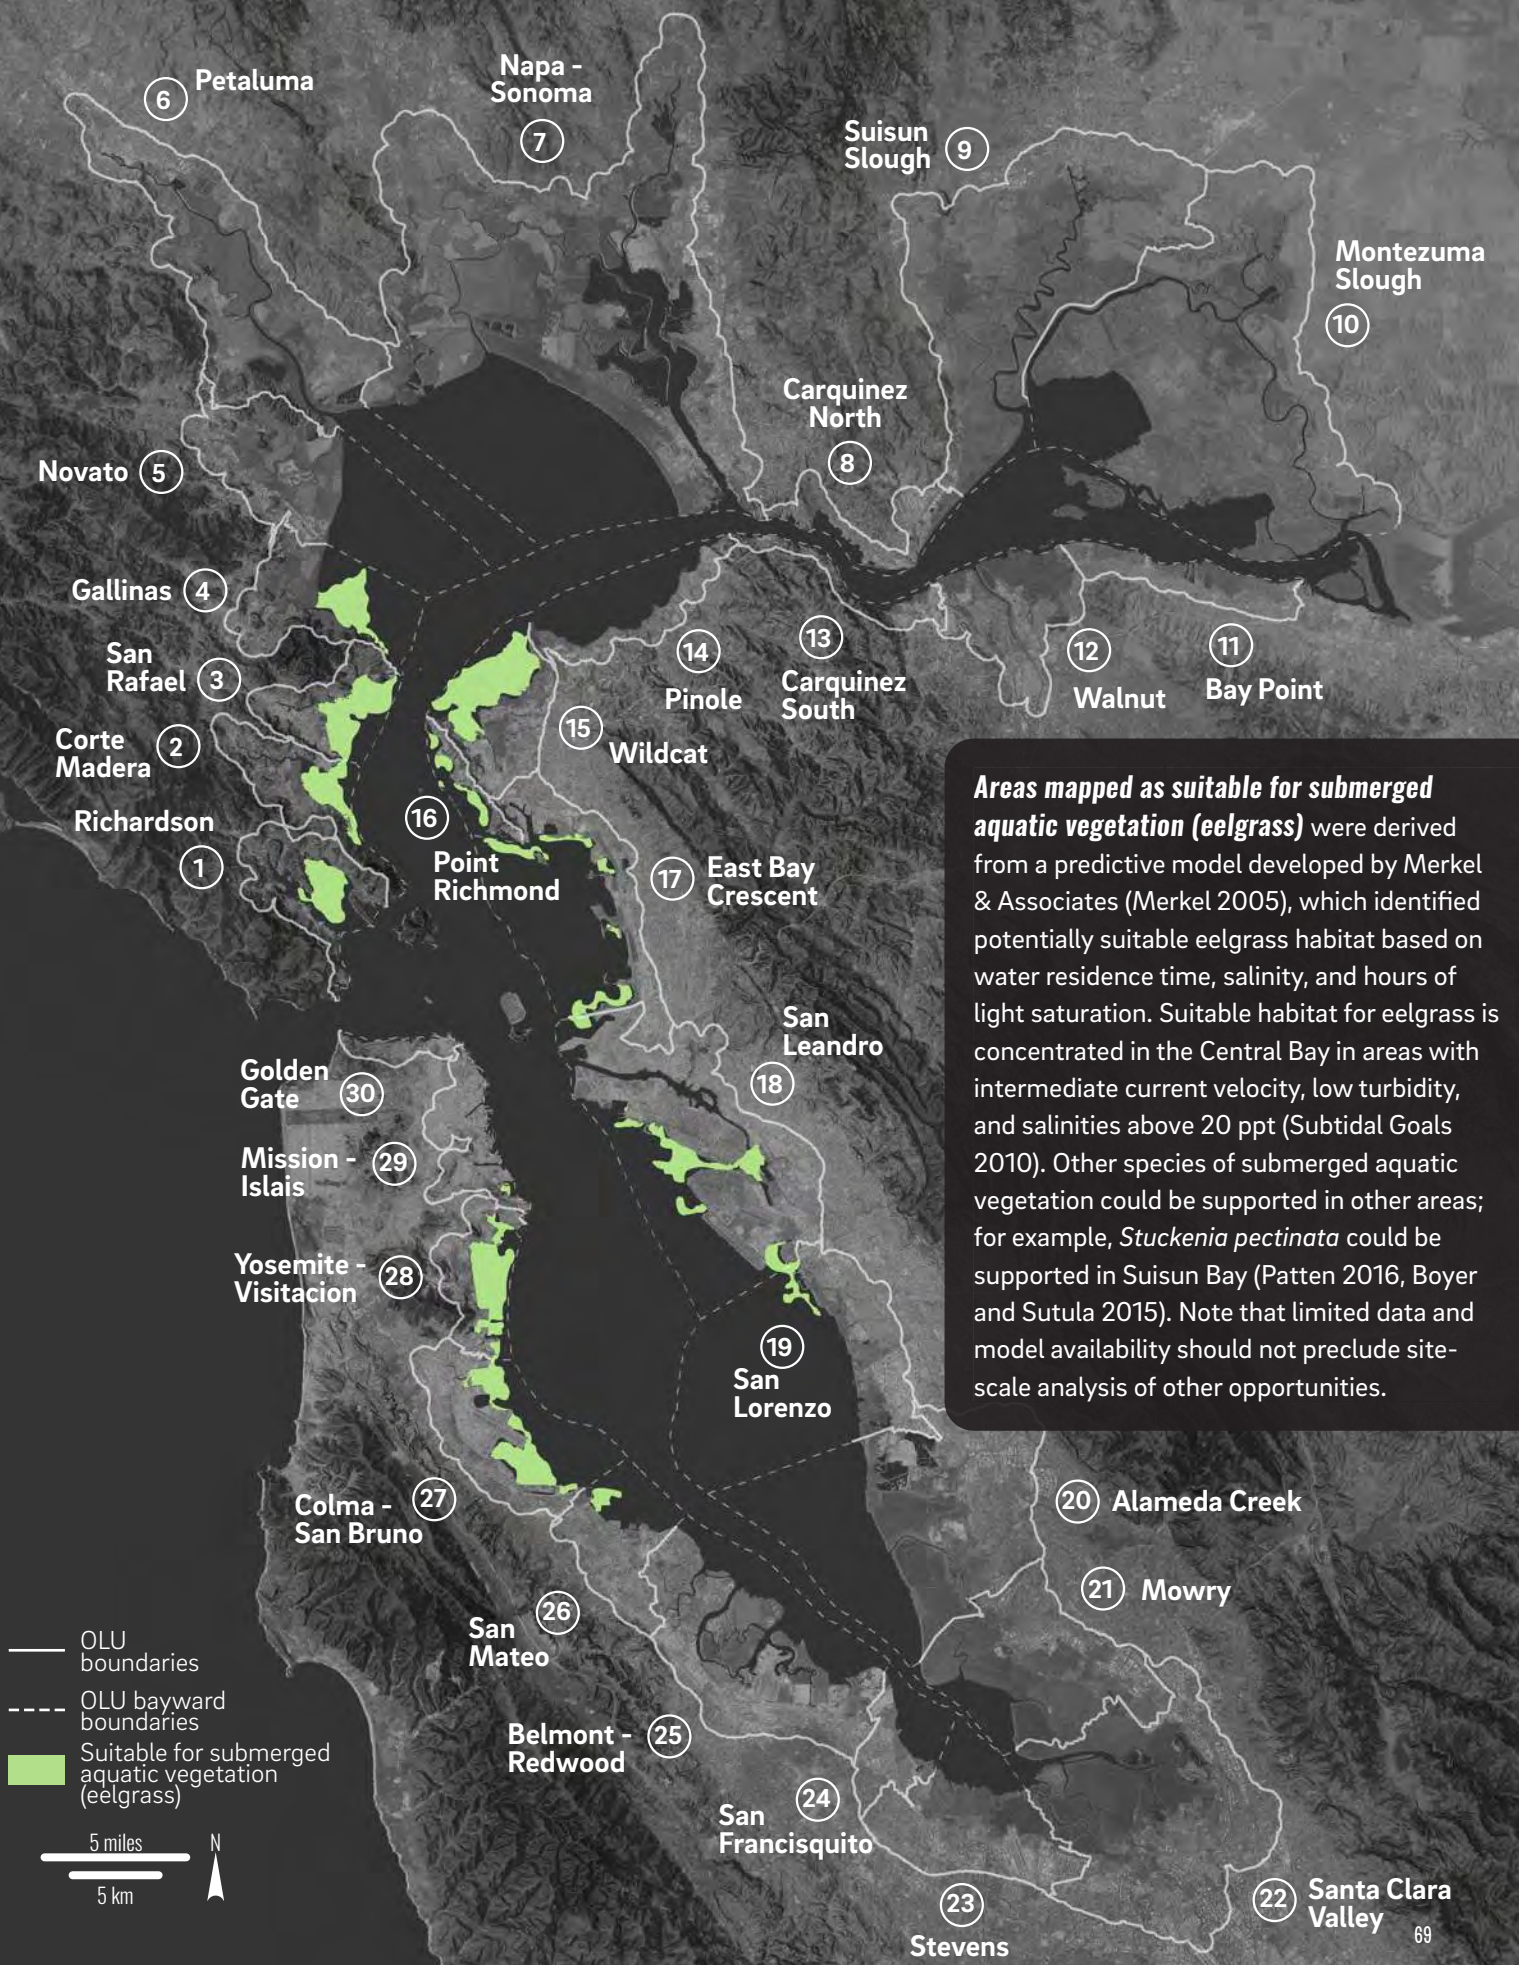 6
Petaluma
Napa -
Sonoma
7
Suisun
Slough
9
Montezuma
Slough
10
Carquinez
North
8
Novato
5
Gallinas
4
San
Rafael
3
Corte
Madera
2
Richardson
1
14
Pinole
13
Carquinez
South
12
Walnut
11
Bay Point
15
Wildcat
16
Point
Richmond
17
East Bay
Crescent
Areas mapped as suitable for submerged
aquatic vegetation (eelgrass) were derived
from a predictive model developed by Merkel
& Associates (Merkel 2005), which identified
potentially suitable eelgrass habitat based on
water residence time, salinity, and hours of
light saturation. Suitable habitat for eelgrass is
concentrated in the Central Bay in areas with
intermediate current velocity, low turbidity,
and salinities above 20 ppt (Subtidal Goals
2010). Other species of submerged aquatic
vegetation could be supported in other areas;
for example, Stuckenia pectinata could be
supported in Suisun Bay (Patten 2016, Boyer
and Sutula 2015). Note that limited data and
model availability should not preclude site-
scale analysis of other opportunities.
San
Leandro
18
Golden
Gate
30
Mission -
Islais
29
Yosemite -
Visitacion
28
19
San
Lorenzo
Colma -
San Bruno
27
20
Alameda Creek
21
Mowry
26
San
Mateo
Belmont -
Redwood
25
24
San
Francisquito
23
Stevens
22
Santa Clara
Valley
OLU
boundaries
OLU bayward
boundaries
Suitable for submerged
aquatic vegetation
(eelgrass)
5 miles
5 km
N
69